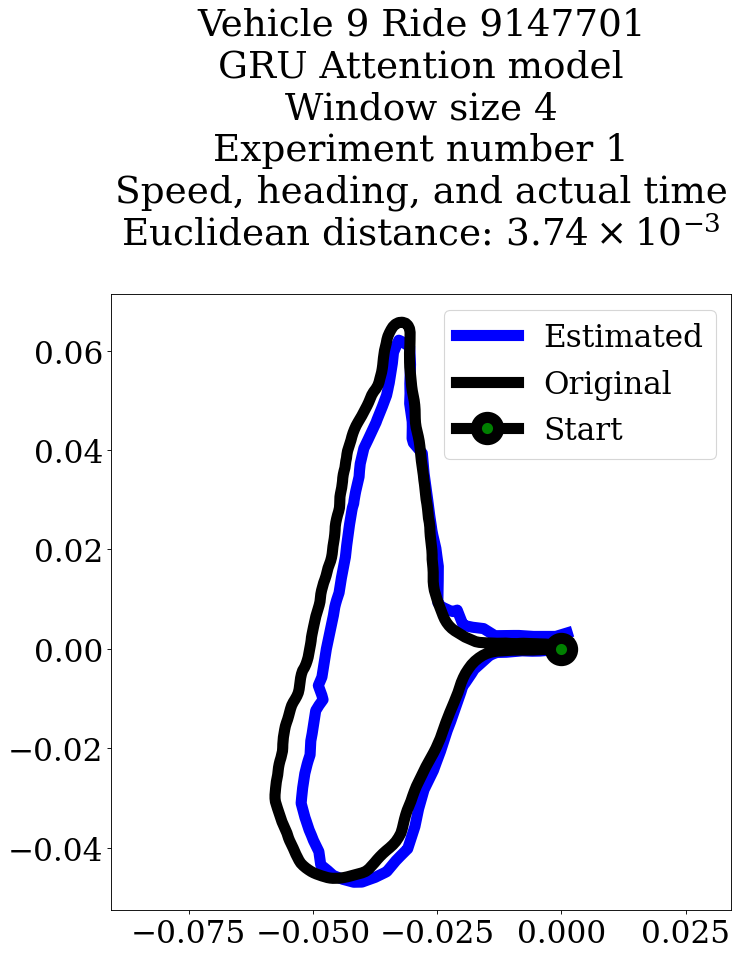 Vehicle 9 Ride 9147701
GRU Attention model
Window size 4
Experiment number 1
Speed, heading, and actual time
Euclidean distance: 3.74 × 10⁻³
Estimated
Original
Start
0.06
0.04
0.02
0.00
−0.02
−0.04
−0.075 −0.050 −0.025 0.000 0.025